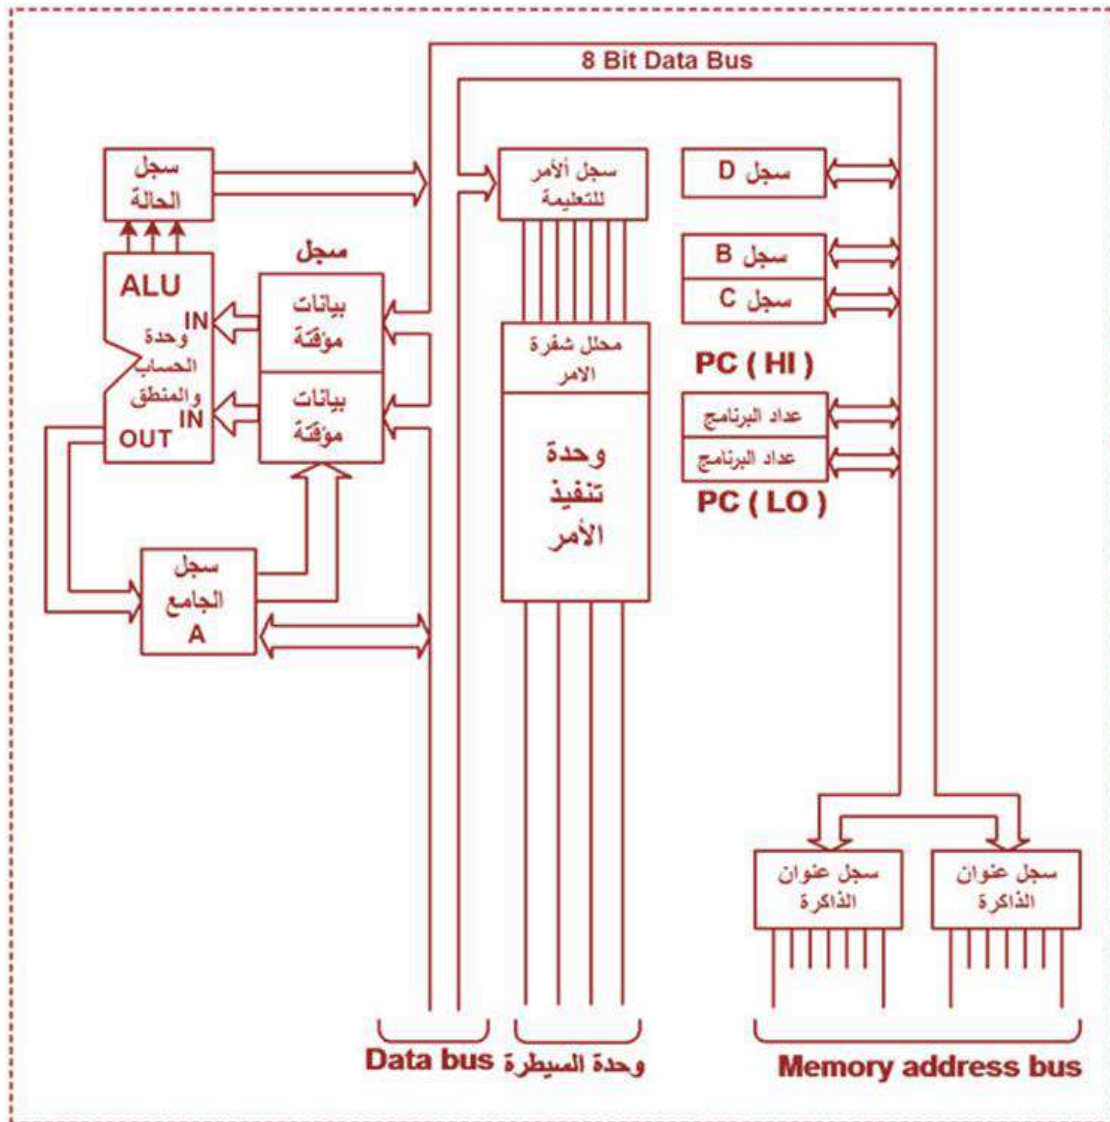 8 Bit Data Bus
سجل
الحالة
سجل ألأمر
للتعليمة
سجل D
سجل B
سجل C
سجل
ALU
IN
وحدة
الحساب
والمنطق
IN
OUT
بيانات
مؤقتة
بيانات
مؤقتة
محلل شفرة
الامر
وحدة
تنفيذ
الأمر
PC ( HI )
عداد البرنامج
عداد البرنامج
PC ( LO )
سجل
الجامع
A
سجل عنوان
الذاكرة
سجل عنوان
الذاكرة
Data bus
وحدة السيطرة
Memory address bus